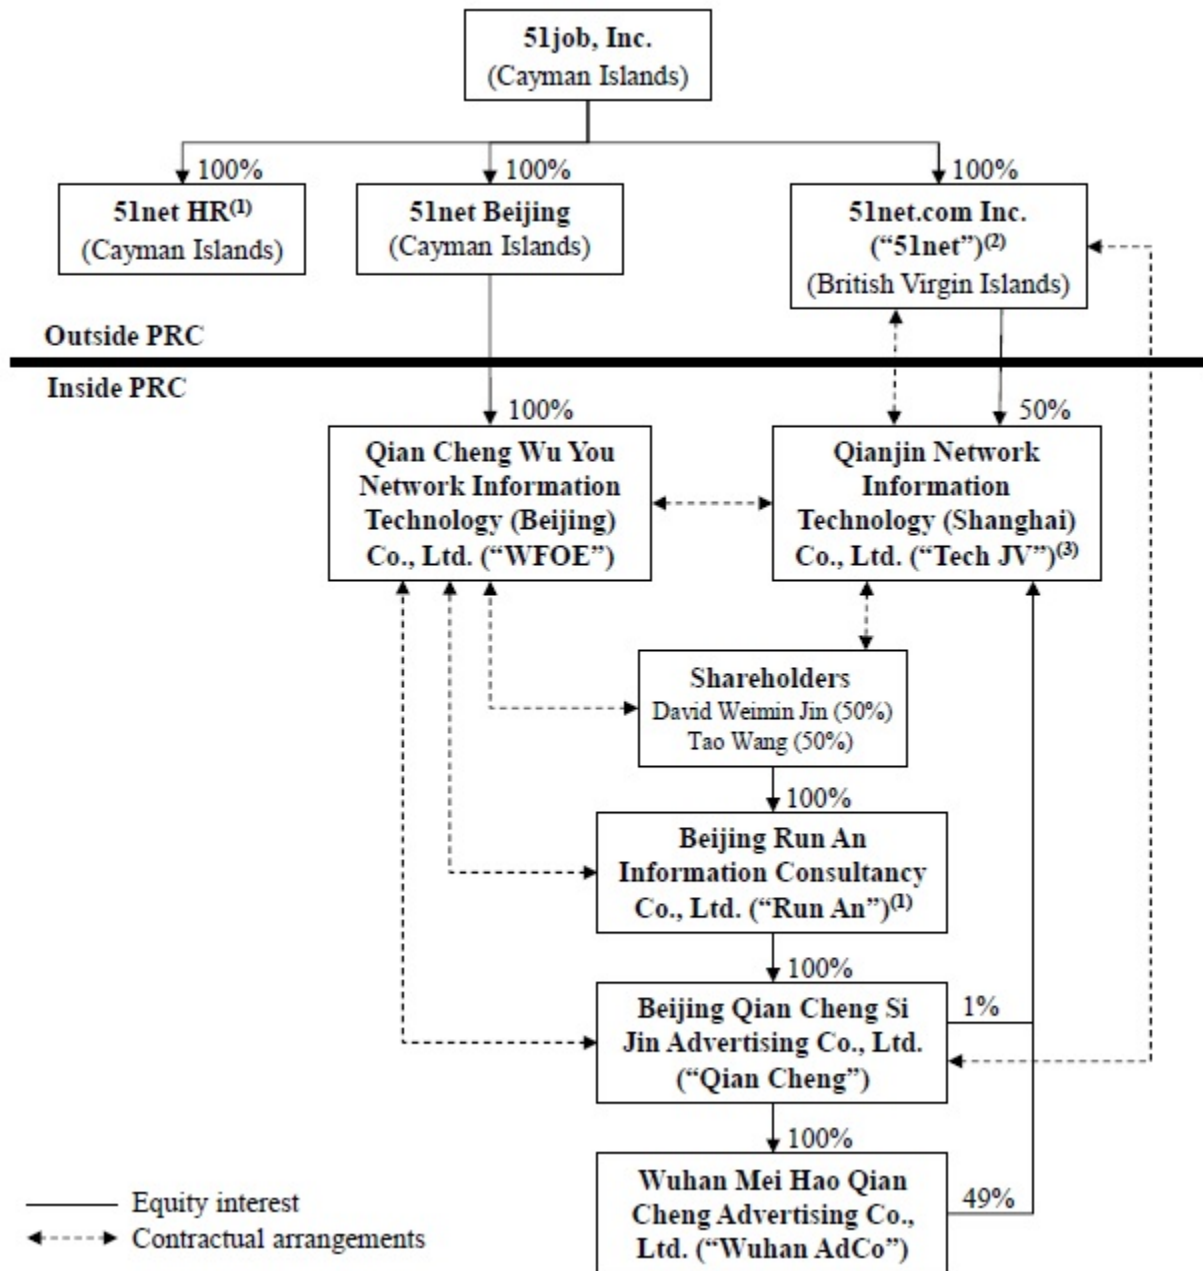 51job, Inc.
(Cayman Islands)
100%
100%
100%
51net HR(1)
(Cayman Islands)
51net Beijing
(Cayman Islands)
51net.com Inc.
(“51net”)(2)
(British Virgin Islands)
Outside PRC
Inside PRC
100%
50%
Qian Cheng Wu You
Network Information
Technology (Beijing)
Co., Ltd. (“WFOE”)
Qianjin Network
Information
Technology (Shanghai)
Co., Ltd. (“Tech JV”)(3)
Shareholders
David Weimin Jin (50%)
Tao Wang (50%)
100%
Beijing Run An
Information Consultancy
Co., Ltd. (“Run An”)(1)
100%
Beijing Qian Cheng Si
Jin Advertising Co., Ltd.
(“Qian Cheng”)
1%
100%
Wuhan Mei Hao Qian
Cheng Advertising Co.,
Ltd. (“Wuhan AdCo”)
49%
Equity interest
Contractual arrangements